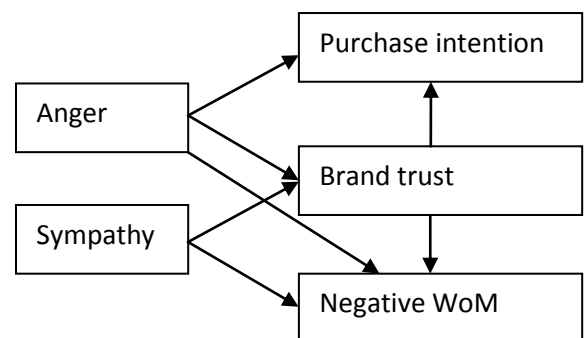 Purchase intention
Anger
Brand trust
Sympathy
Negative WoM